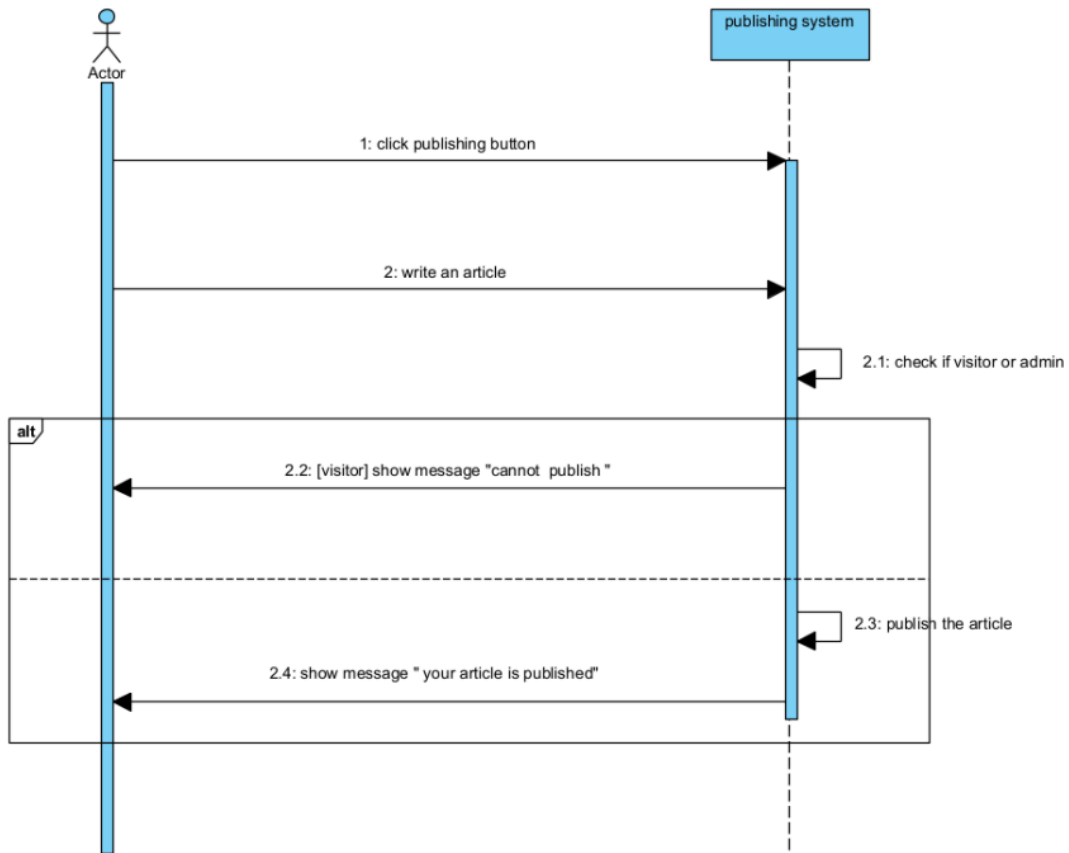 publishing system
Actor
1: click publishing button
2: write an article
2.1: check if visitor or admin
alt
2.2: [visitor] show message "cannot  publish "
2.3: publish the article
2.4: show message " your article is published"